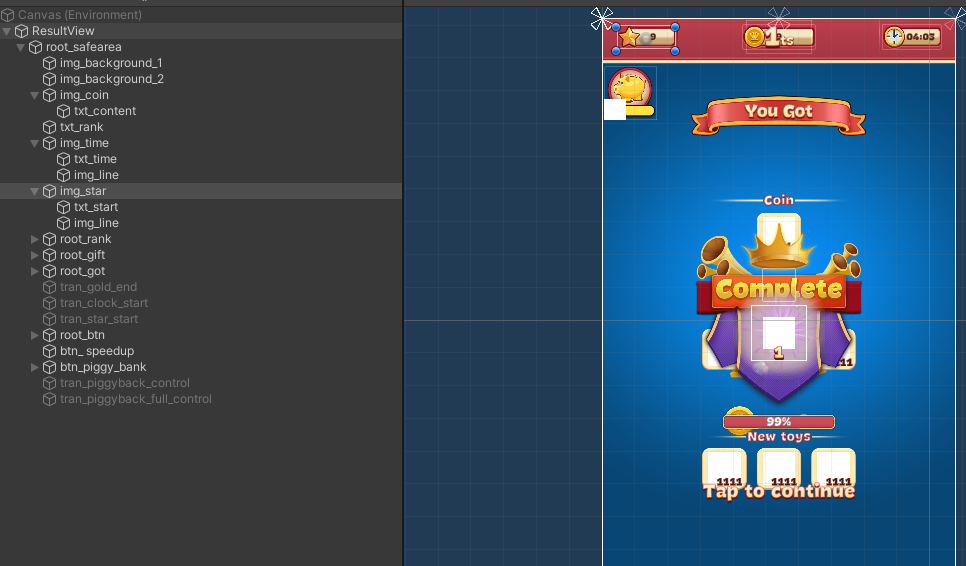 Canvas (Environment)
ResultView
root_safearea
img_background_1
img_background_2
img_coin
txt_content
txt_rank
img_time
txt_time
img_line
img_star
txt_start
img_line
root_rank
root_gift
root_got
tran_gold_end
tran_clock_start
tran_star_start
root_btn
btn_ speedup
btn_piggy_bank
tran_piggyback_control
tran_piggyback_full_control
9
1ts
04:03
You Got
Coin
Complete
1
11
99%
New toys
1111 1111 1111
Tap to continue